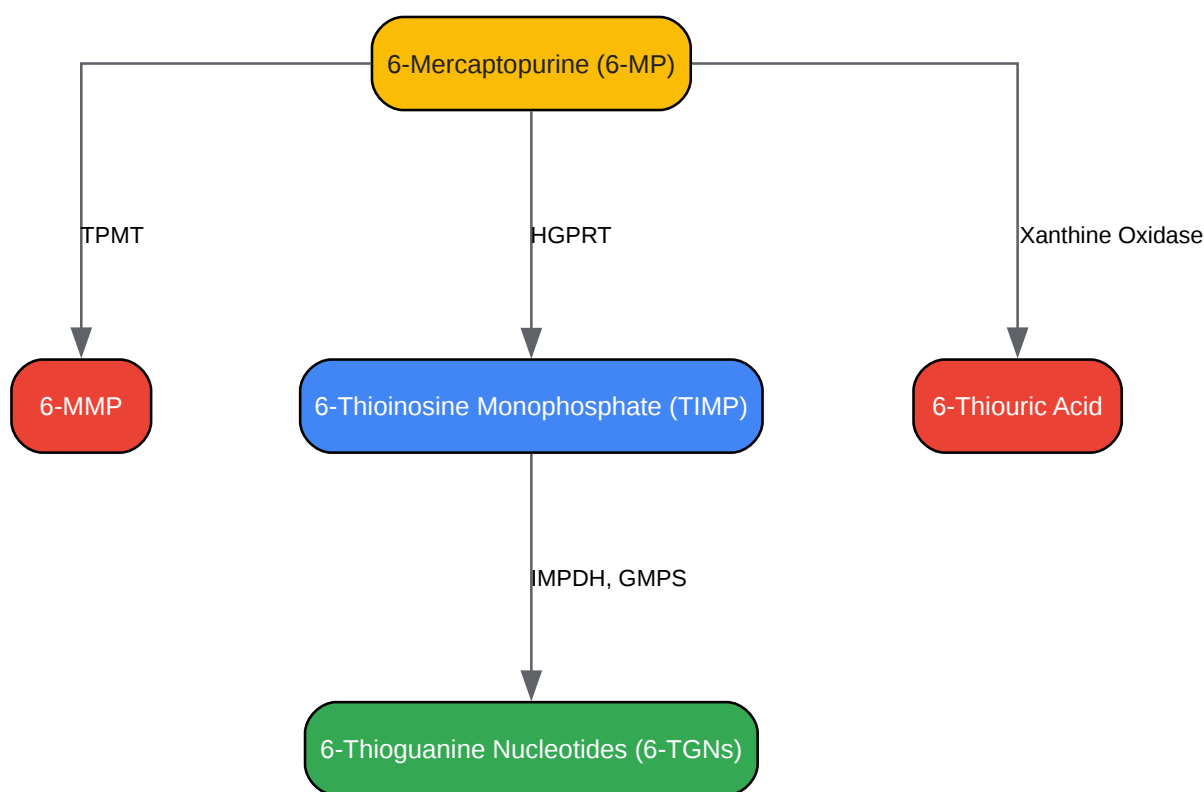 6-Mercaptopurine (6-MP)
TPMT
HGPRT
Xanthine Oxidase
6-MMP
6-Thioinosine Monophosphate (TIMP)
6-Thiouric Acid
IMPDH, GMPS
6-Thioguanine Nucleotides (6-TGNs)